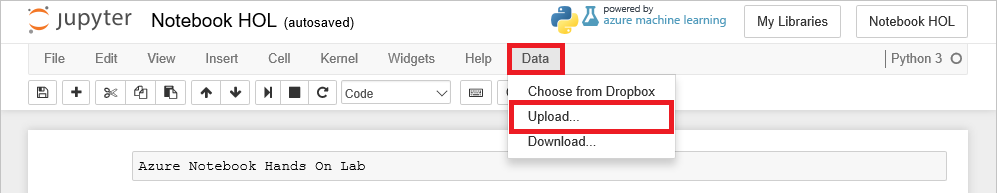 jupyter Notebook HOL (autosaved)
powered by
azure machine learning
My Libraries
Notebook HOL
File Edit View Insert Cell Kernel Widgets Help Data
Python 3
Code
Choose from Dropbox
Upload...
Download...
Azure Notebook Hands On Lab